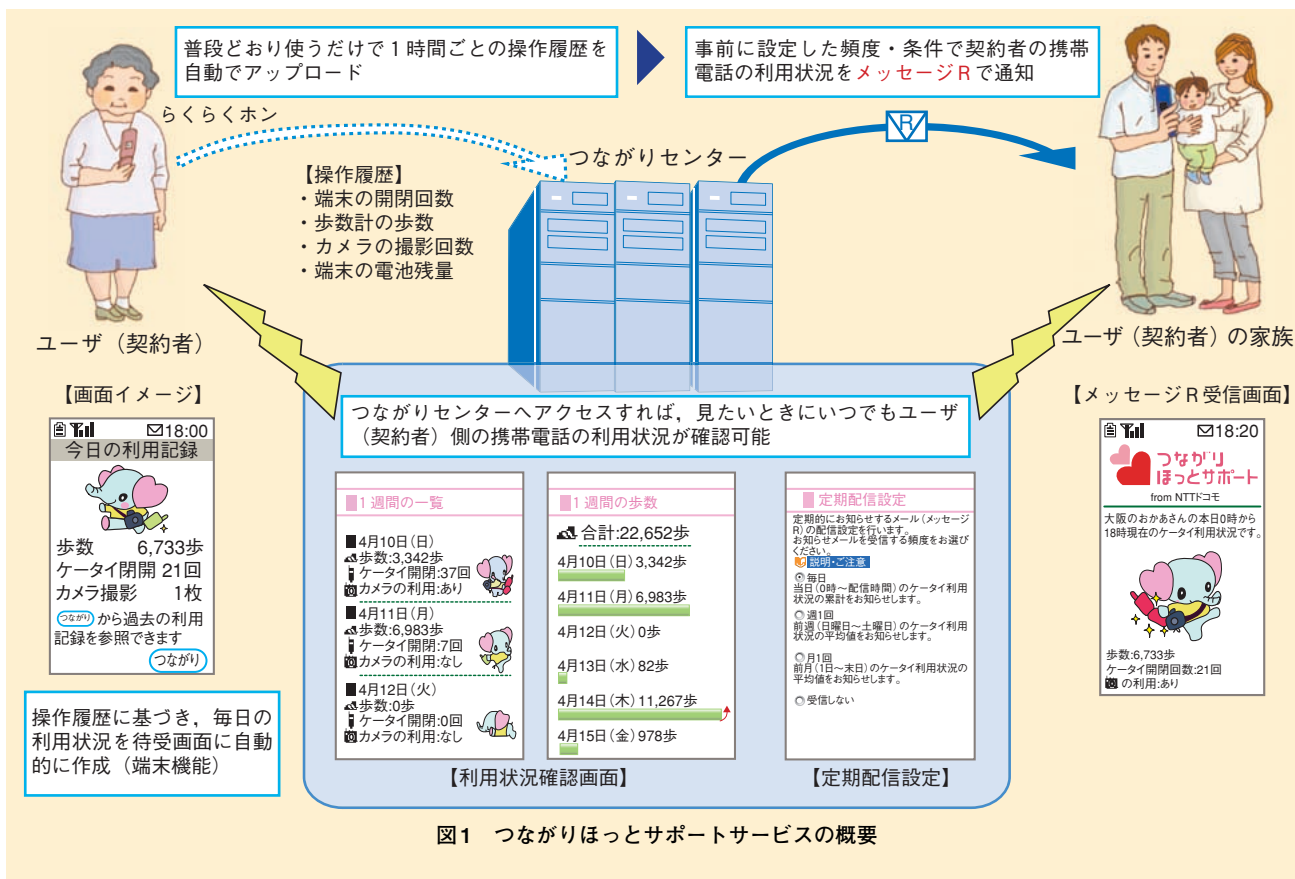 普段どおり使うだけで1時間ごとの操作履歴を
自動でアップロード
事前に設定した頻度・条件で契約者の携帯
電話の利用状況をメッセージRで通知
らくらくホン
R
つながりセンター
【操作履歴】
・端末の開閉回数
・歩数計の歩数
・カメラの撮影回数
・端末の電池残量
ユーザ(契約者)
ユーザ(契約者)の家族
つながりセンターへアクセスすれば,見たいときにいつでもユーザ
(契約者)側の携帯電話の利用状況が確認可能
【画面イメージ】
18:00
今日の利用記録
歩数 6,733歩
ケータイ閉開 21回
カメラ撮影 1枚
つながり から過去の利用
記録を参照できます
つながり
操作履歴に基づき,毎日の
利用状況を待受画面に自動
的に作成(端末機能)
1週間の一覧
■4月10日(日)
歩数:3,342歩
ケータイ開閉:37回
カメラの利用:あり
■4月11日(月)
歩数:6,983歩
ケータイ開閉:7回
カメラの利用:なし
■4月12日(火)
歩数:0歩
ケータイ開閉:0回
カメラの利用:なし
1週間の歩数
合計:22,652歩
4月10日(日)3,342歩
4月11日(月)6,983歩
4月12日(火)0歩
4月13日(水)82歩
4月14日(木)11,267歩
4月15日(金)978歩
【利用状況確認画面】
定期配信設定
定期的にお知らせするメール(メッセージ
R)の配信設定を行います。
お知らせメールを受信する頻度をお選び
ください。
説明・ご注意
毎日
当日(0時〜配信時間)のケータイ利用
状況の累計をお知らせします。
週1回
前週(日曜日〜土曜日)のケータイ利用
状況の平均値をお知らせします。
月1回
前月(1日〜末日)のケータイ利用状況の
平均値をお知らせします。
受信しない
【定期配信設定】
【メッセージR受信画面】
18:20
つながり
ほっとサポート
from NTTドコモ
大阪のおかあさんの本日0時から
18時現在のケータイ利用状況です。
歩数:6,733歩
ケータイ開閉回数:21回
の利用:あり
図1 つながりほっとサポートサービスの概要